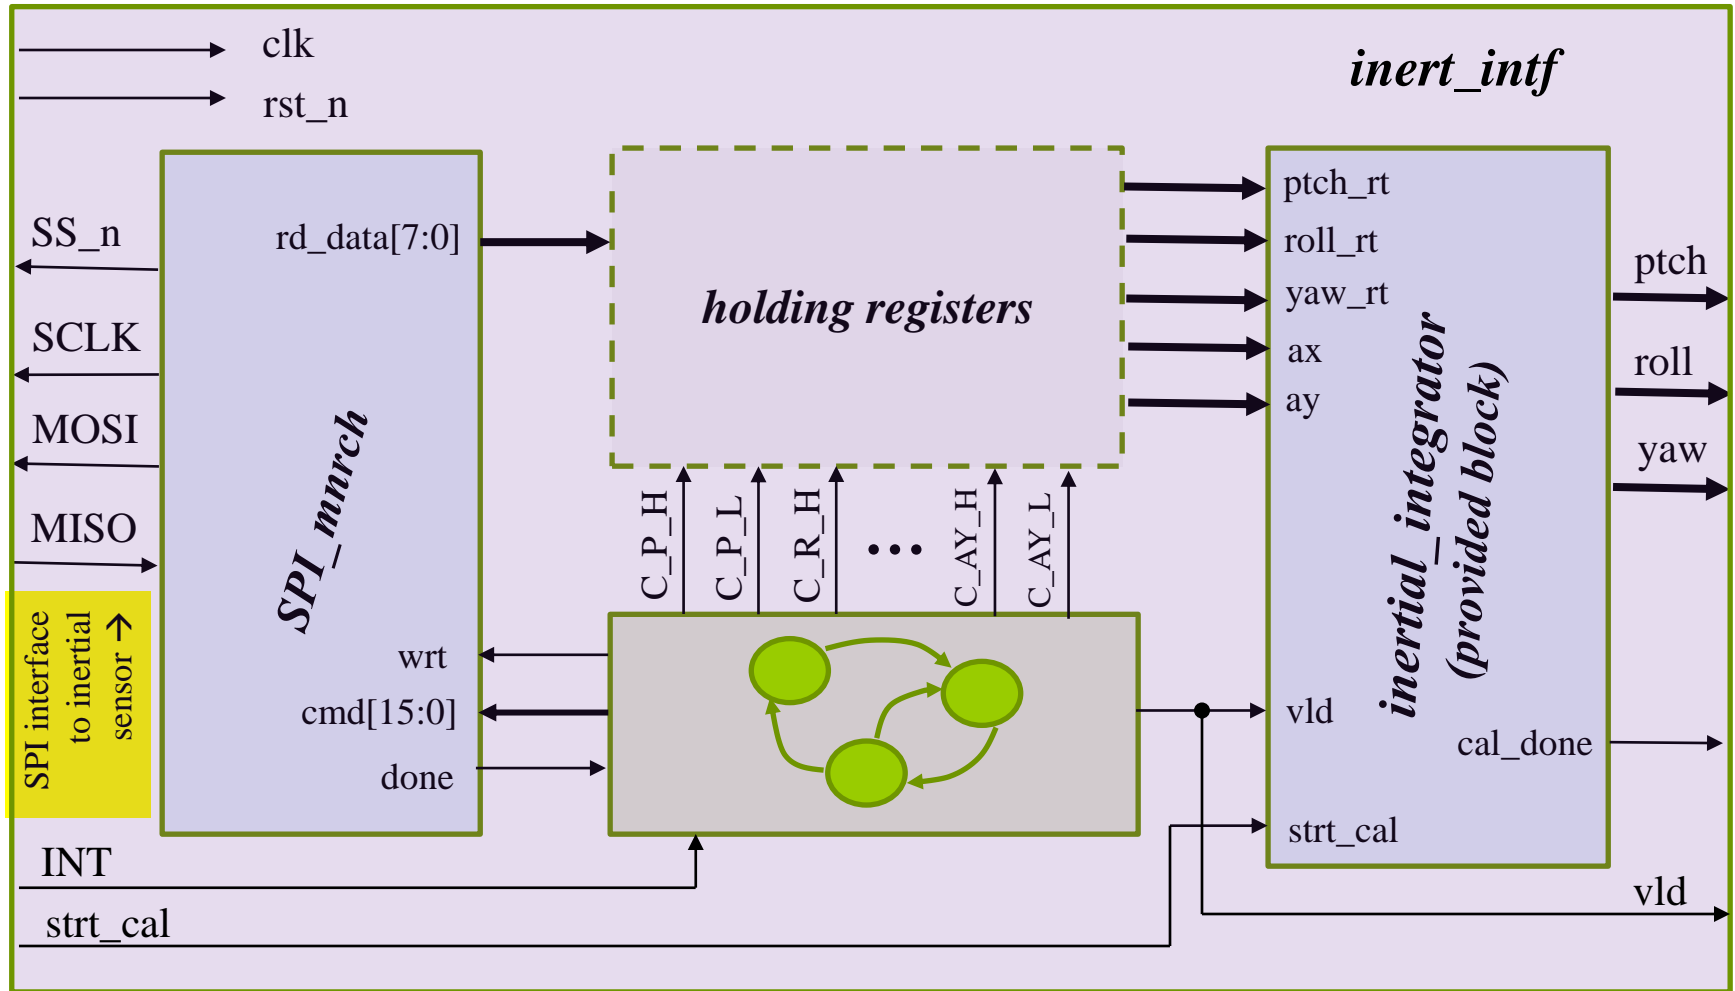 clk
rst_n
inert_intf
SS_n
SCLK
MOSI
MISO
SPI interface
to inertial
sensor →
INT
strt_cal
rd_data[7:0]
SPI_mnrch
wrt
cmd[15:0]
done
holding registers
C_P_H
C_P_L
C_R_H
...
C_AY_H
C_AY_L
ptch_rt
roll_rt
yaw_rt
ax
ay
inertial_integrator
(provided block)
vld
cal_done
strt_cal
ptch
roll
yaw
vld